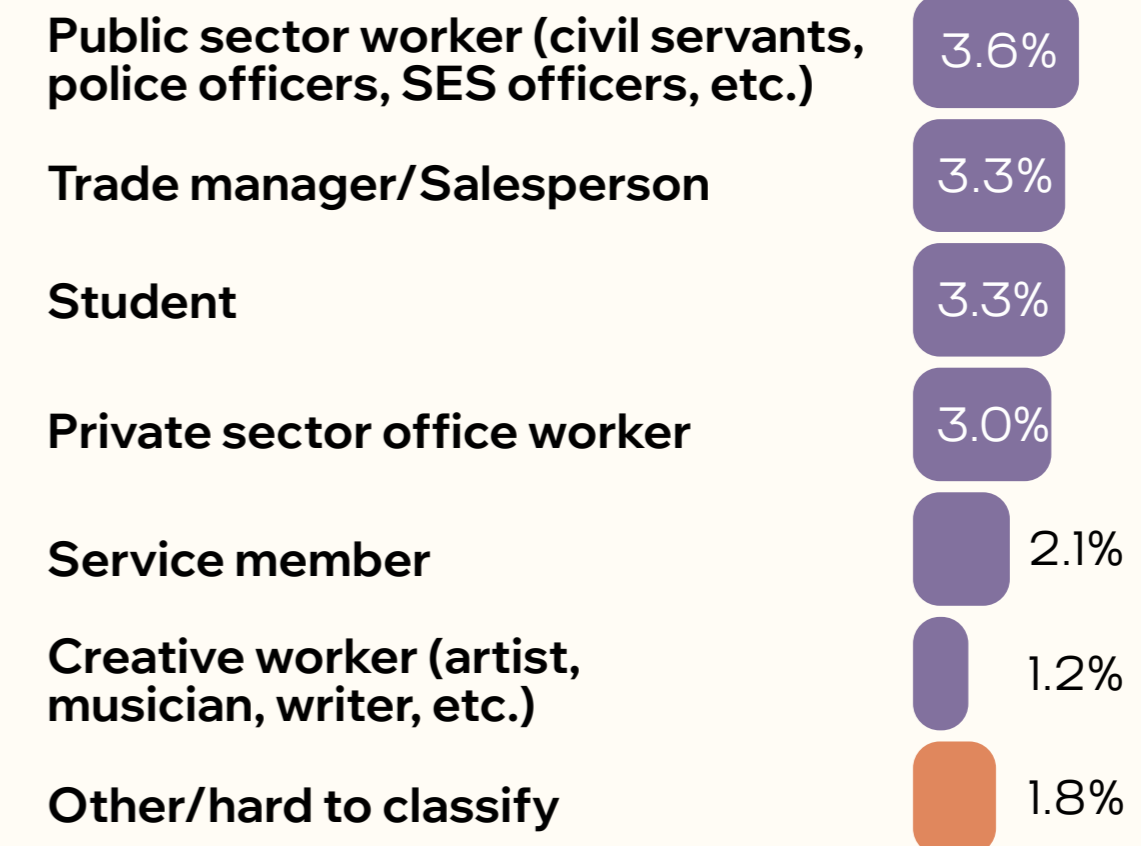 Public sector worker (civil servants,
police officers, SES officers, etc.)
3.6%
Trade manager/Salesperson
3.3%
Student
3.3%
Private sector office worker
3.0%
Service member
2.1%
Creative worker (artist,
musician, writer, etc.)
1.2%
Other/hard to classify
1.8%